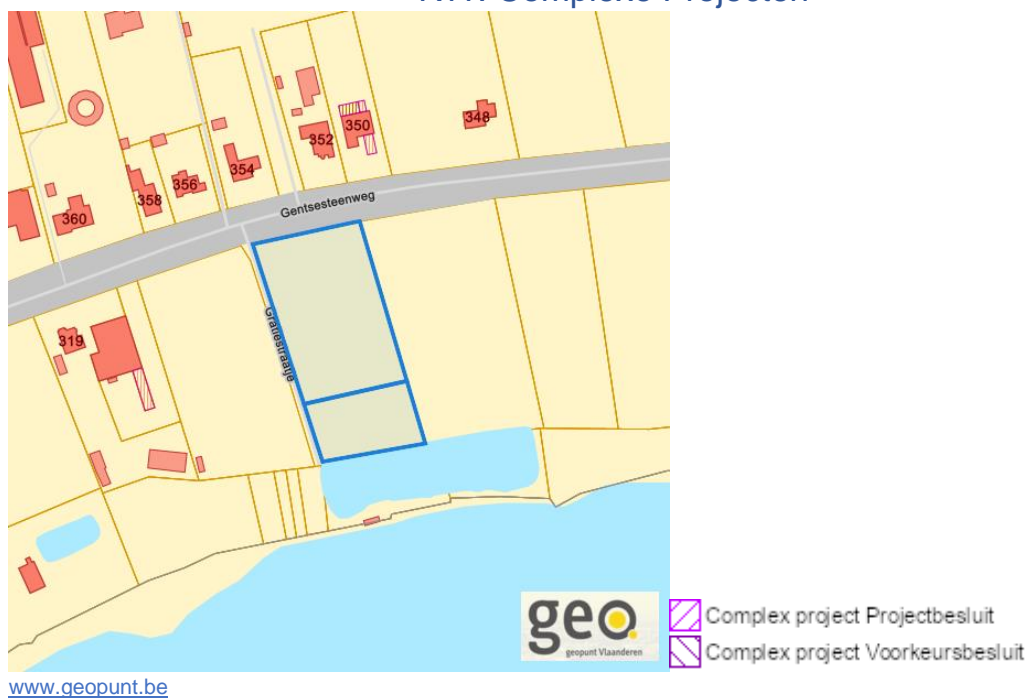 Complexe Projecten
350
348
352
354
356
358
360
Gentsesteenweg
Gratiestraatje
319
geo
geopunt Vlaanderen
Complex project Projectbesluit
Complex project Voorkeursbesluit
www.geopunt.be